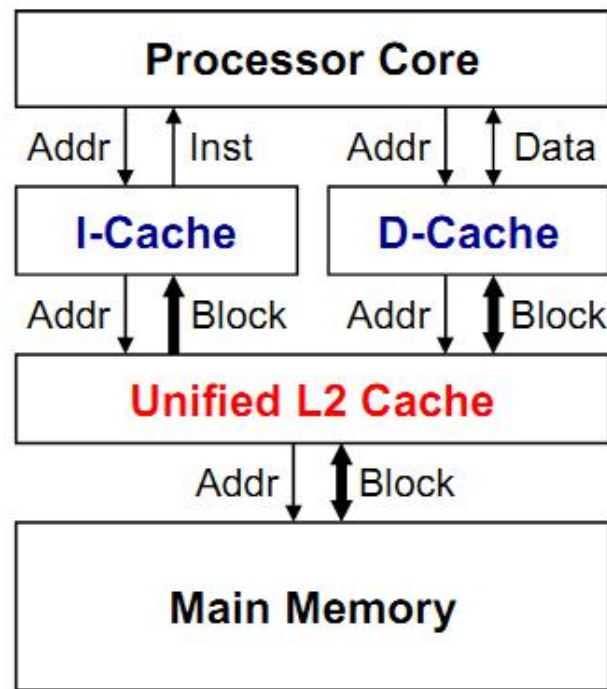 Processor Core
Addr Inst Addr Data
I-Cache D-Cache
Addr Block Addr Block
Unified L2 Cache
Addr Block
Main Memory